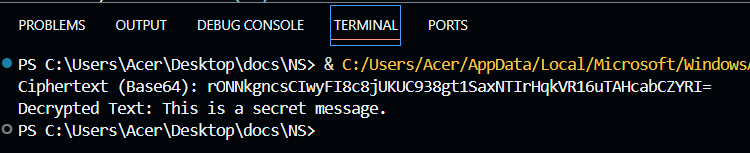 PROBLEMS OUTPUT DEBUG CONSOLE TERMINAL PORTS
PS C:\Users\Acer\Desktop\docs\NS> & C:/Users/Acer/AppData/Local/Microsoft/Windows
Ciphertext (Base64): rONNkgncsCIwyFI8c8jUKUC938gt1SaxNTIrHqkVR16uTAHcabCZYRI=
Decrypted Text: This is a secret message.
PS C:\Users\Acer\Desktop\docs\NS>